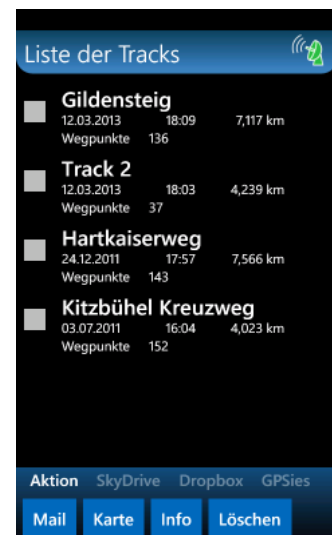 Liste der Tracks
Gildensteig
12.03.2013 18:09 7,117 km
Wegpunkte 136
Track 2
12.03.2013 18:03 4,239 km
Wegpunkte 37
Hartkaiserweg
24.12.2011 17:57 7,566 km
Wegpunkte 143
Kitzbühel Kreuzweg
03.07.2011 16:04 4,023 km
Wegpunkte 152
Aktion SkyDrive Dropbox GPSies
Mail Karte Info Löschen